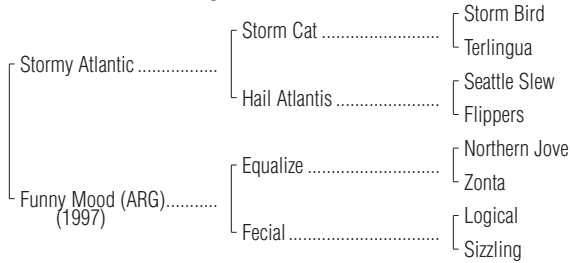 Storm Bird
Storm Cat ........................
Terlingua
Stormy Atlantic ................
Seattle Slew
Hail Atlantis .....................
Flippers
Northern Jove
Equalize ...........................
Zonta
Funny Mood (ARG)..........
(1997)
Logical
Fecial...............................
Sizzling